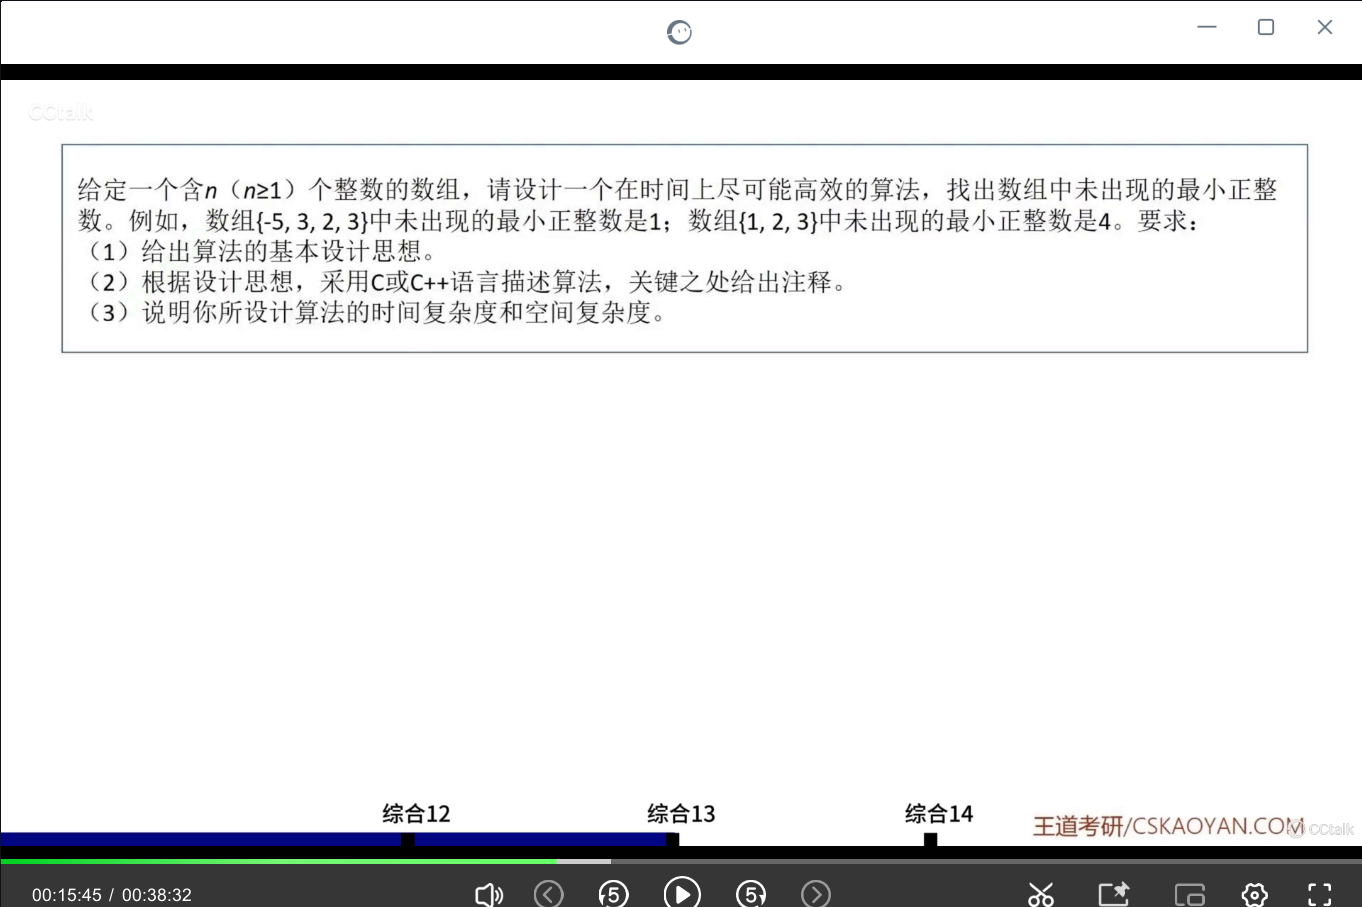 CCtalk
给定一个含n（n≥1）个整数的数组，请设计一个在时间上尽可能高效的算法，找出数组中未出现的最小正整
数。例如，数组{-5, 3, 2, 3}中未出现的最小正整数是1；数组{1, 2, 3}中未出现的最小正整数是4。要求：
（1）给出算法的基本设计思想。
（2）根据设计思想，采用C或C++语言描述算法，关键之处给出注释。
（3）说明你所设计算法的时间复杂度和空间复杂度。
综合12
综合13
综合14
王道考研/CSKAOYAN.COM
CCtalk
00:15:45 / 00:38:32
5
5